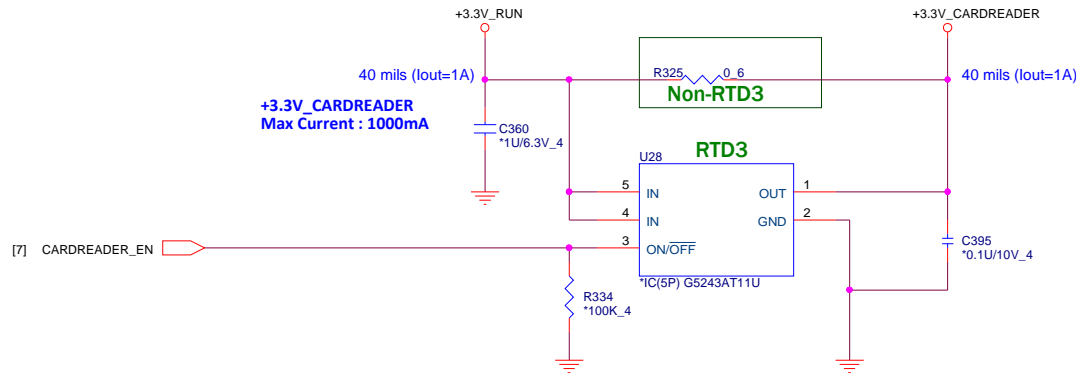 +3.3V_RUN
+3.3V_CARDREADER
40 mils (Iout=1A)
R325
0_6
40 mils (Iout=1A)
Non-RTD3
+3.3V_CARDREADER
Max Current : 1000mA
C360
*1U/6.3V_4
RTD3
U28
5
IN
OUT
1
4
IN
GND
2
3
ON/OFF
[7]
CARDREADER_EN
C395
*0.1U/10V_4
*IC(5P) G5243AT11U
R334
*100K_4